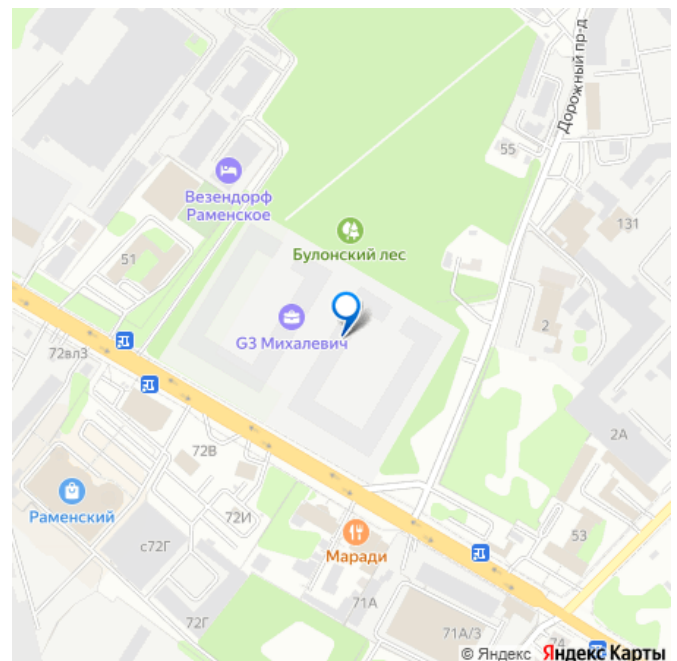 Дорожный пр-д
55
Везендорф
Раменское
131
Булонский лес
51
G3 Михалевич
2
72вл3
2А
72В
Раменский
72И
с72Г
53
Маради
71А
72Г
71А/3
74
© Яндекс Яндекс Карты